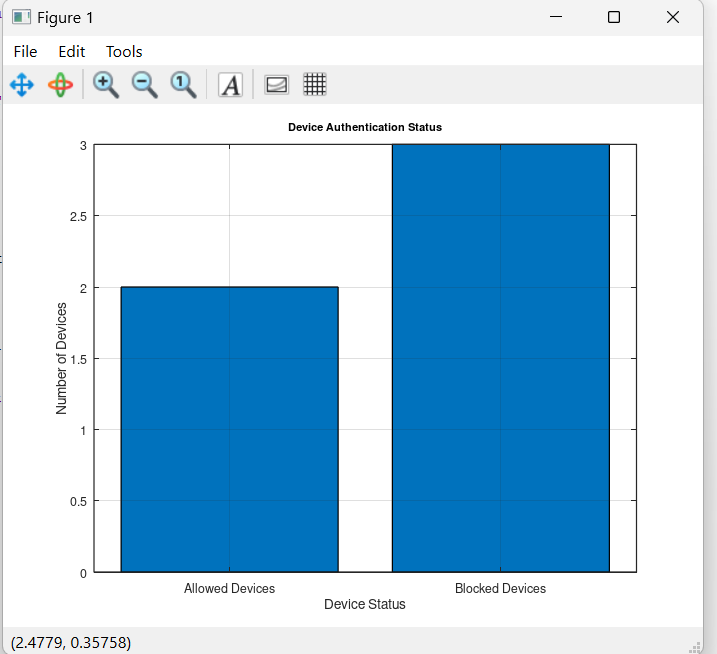 Figure 1
File Edit Tools
1 A
Device Authentication Status
3
2.5
2
1.5
1
0.5
0
Number of Devices
Allowed Devices Blocked Devices
Device Status
(2.4779, 0.35758)